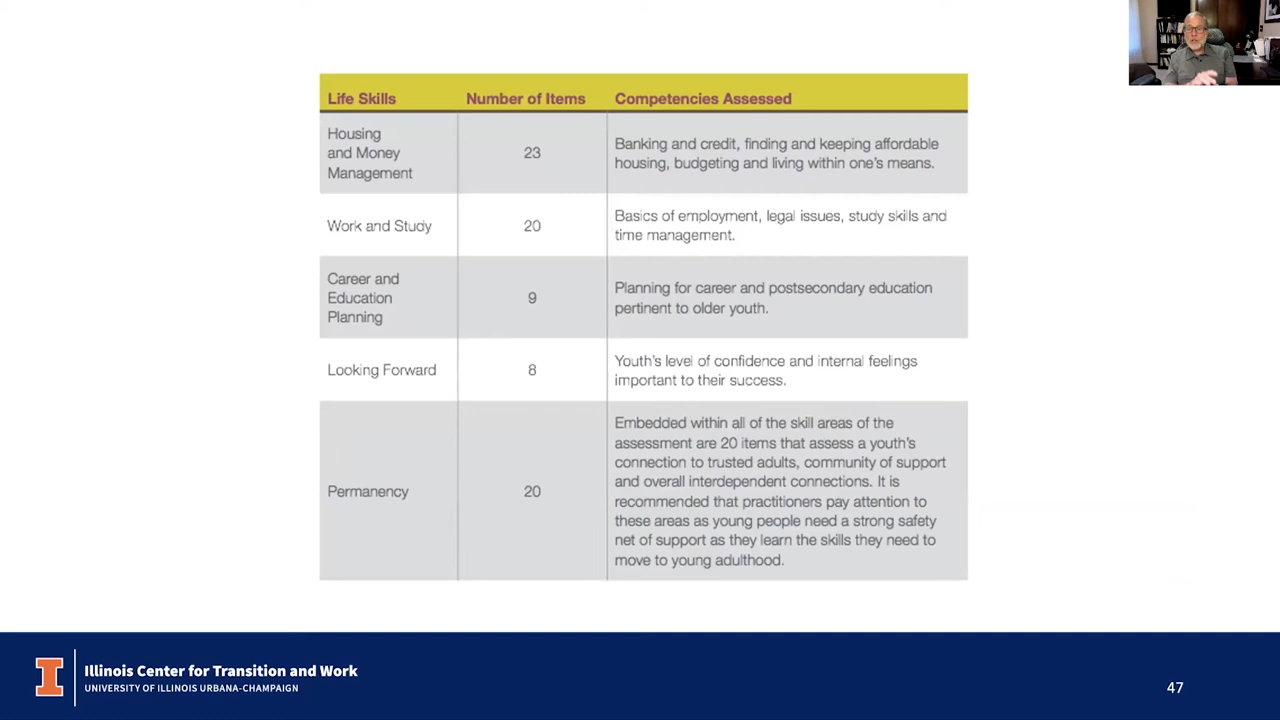 Life Skills
Number of Items
Competencies Assessed
Housing
and Money
Management
23
Banking and credit, finding and keeping affordable
housing, budgeting and living within one's means.
Work and Study
20
Basics of employment, legal issues, study skills and
time management.
Career and
Education
Planning
9
Planning for career and postsecondary education
pertinent to older youth.
Looking Forward
8
Youth's level of confidence and internal feelings
important to their success.
Permanency
20
Embedded within all of the skill areas of the
assessment are 20 items that assess a youth's
connection to trusted adults, community of support
and overall interdependent connections. It is
recommended that practitioners pay attention to
these areas as young people need a strong safety
net of support as they learn the skills they need to
move to young adulthood.
I
Illinois Center for Transition and Work
UNIVERSITY OF ILLINOIS URBANA-CHAMPAIGN
47